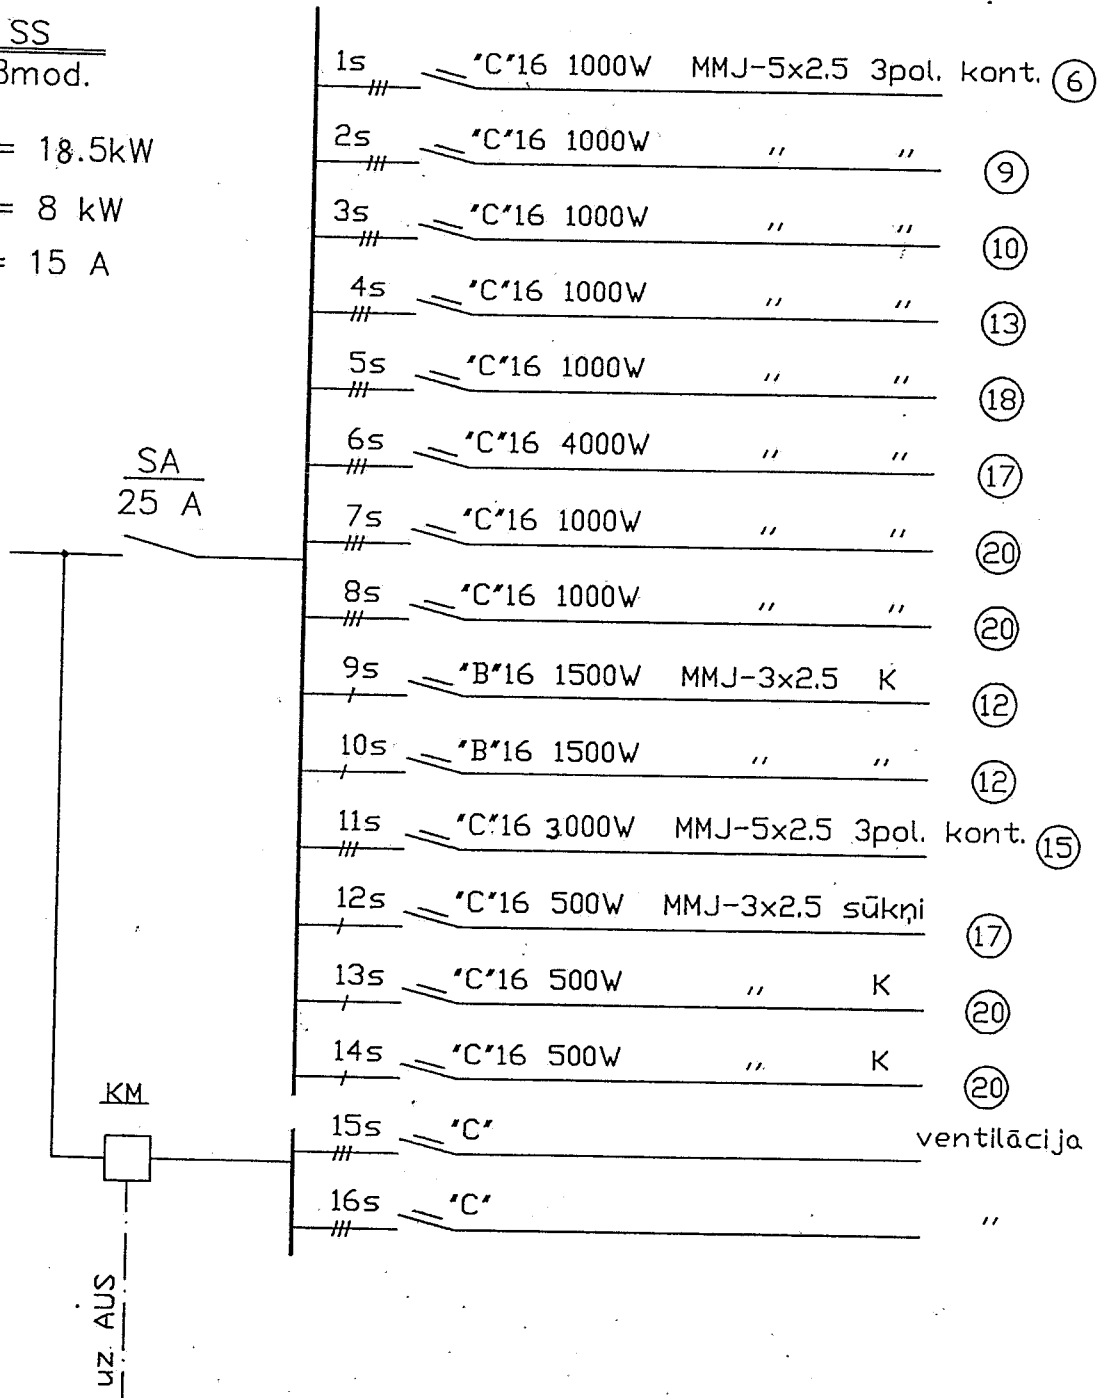 SS
3mod.
= 18.5kW
= 8 kW
= 15 A
SA
25 A
KM
uz AUS
1s "C"16 1000W MMJ-5x2.5 3pol. kont. 6
2s "C"16 1000W " " 9
3s "C"16 1000W " " 10
4s "C"16 1000W " " 13
5s "C"16 1000W " " 18
6s "C"16 4000W " " 17
7s "C"16 1000W " " 20
8s "C"16 1000W " " 20
9s "B"16 1500W MMJ-3x2.5 K 12
10s "B"16 1500W " " 12
11s "C"16 3000W MMJ-5x2.5 3pol. kont. 15
12s "C"16 500W MMJ-3x2.5 sūkņi 17
13s "C"16 500W " K 20
14s "C"16 500W " K 20
15s "C" ventilācija
16s "C" "